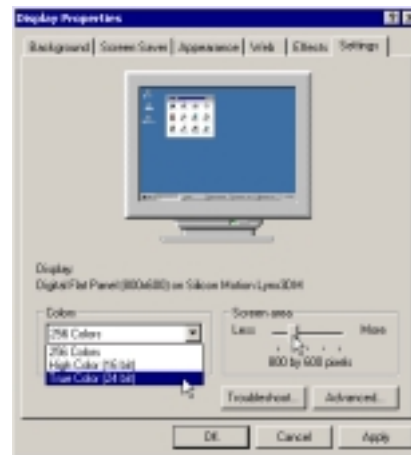 Display Properties
Background Screen Saver Appearance Web Effects Settings
Display:
Digital Flat Panel (800x600) on Silicon Motion Lynx3DM
Colors
256 Colors
256 Colors
High Color (16 bit)
True Color (24 bit)
Screen area
Less More
800 by 600 pixels
Troubleshoot... Advanced...
OK Cancel Apply